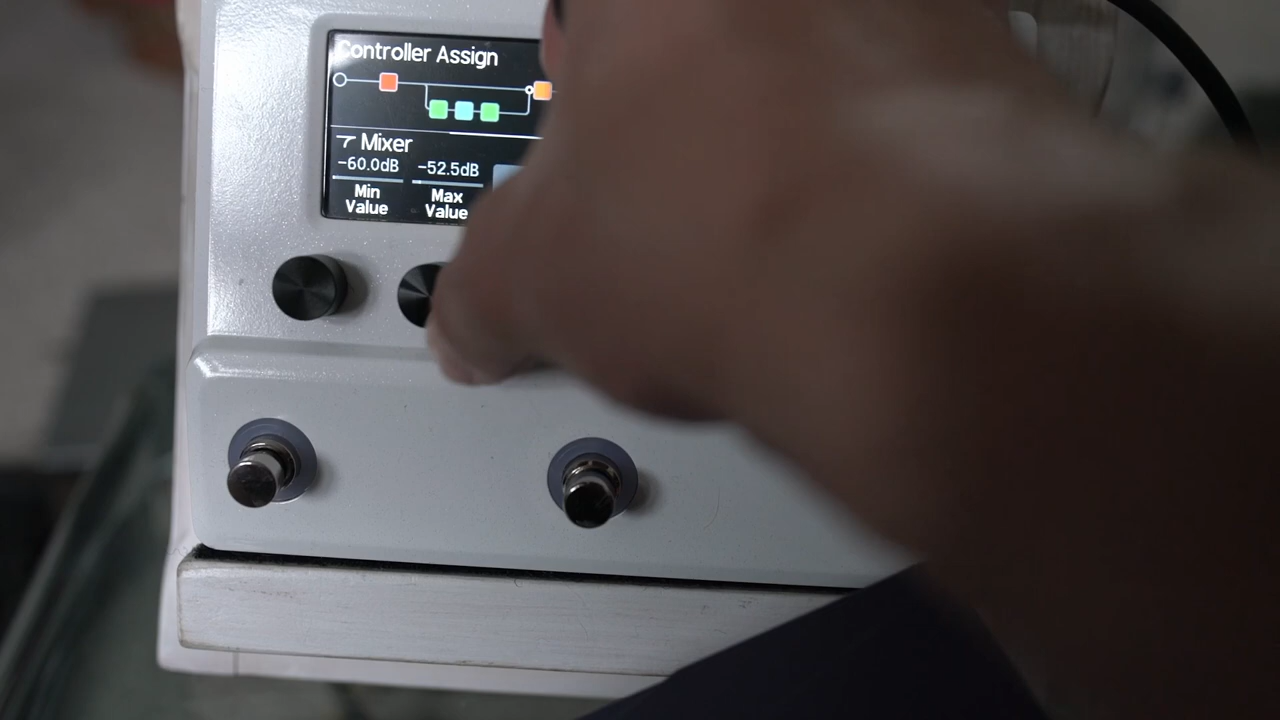 Controller Assign
Mixer
-60.0dB -52.5dB
Min Max
Value Value